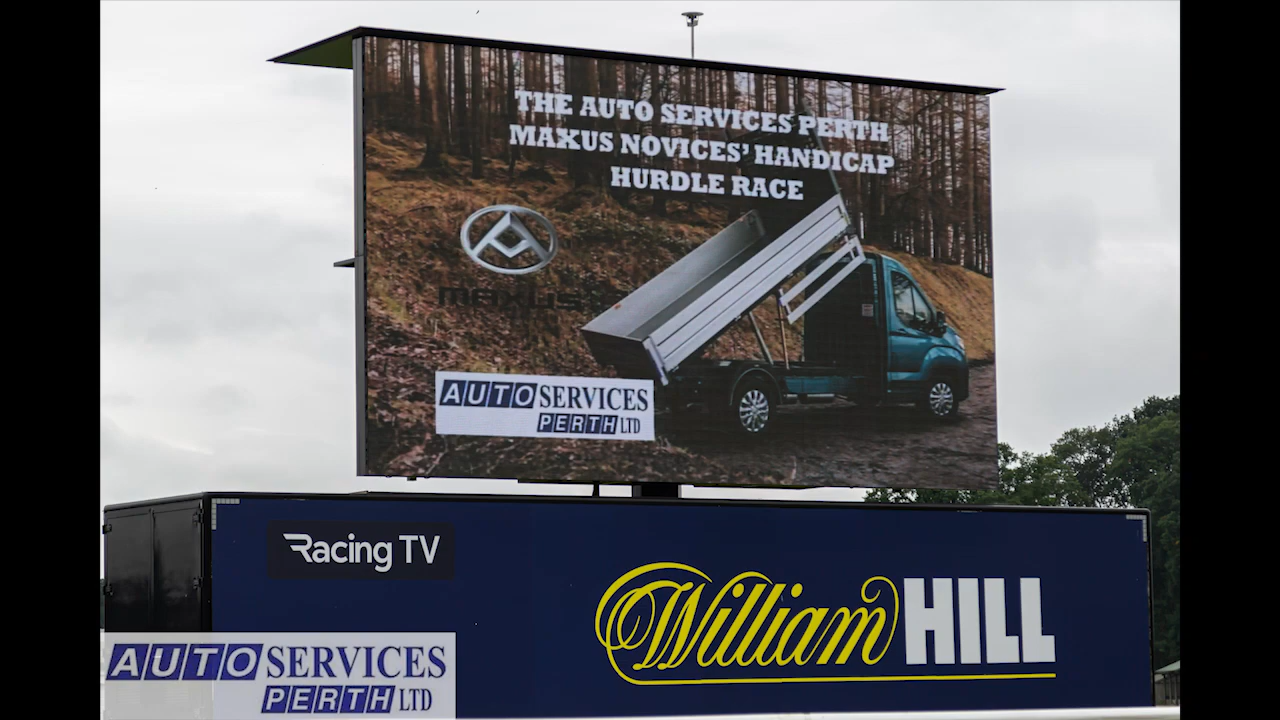 THE AUTO SERVICES PERTH
MAXUS NOVICES' HANDICAP
HURDLE RACE
MAXUS
AUTO SERVICES
PERTH LTD
Racing TV
William HILL
AUTO SERVICES
PERTH LTD